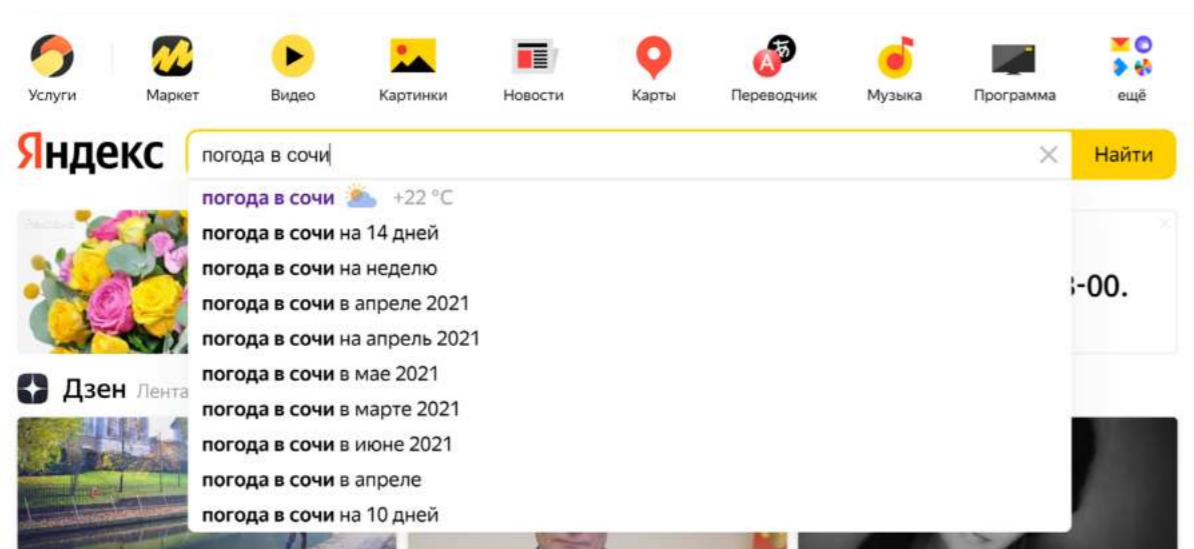 Услуги
Маркет
Видео
Картинки
Новости
Карты
Переводчик
Музыка
Программа
ещё
Яндекс
погода в сочи
Найти
погода в сочи +22 °C
погода в сочи на 14 дней
погода в сочи на неделю
погода в сочи в апреле 2021
погода в сочи на апрель 2021
погода в сочи в мае 2021
погода в сочи в марте 2021
погода в сочи в июне 2021
погода в сочи в апреле
погода в сочи на 10 дней
-00.
Дзен Лента